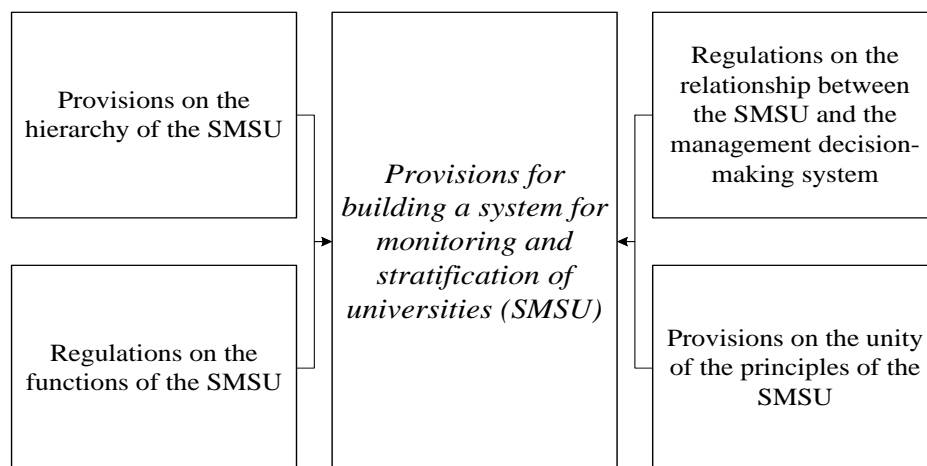 Provisions on the
hierarchy of the SMSU
Regulations on the
functions of the SMSU
Provisions for
building a system for
monitoring and
stratification of
universities (SMSU)
Regulations on the
relationship between
the SMSU and the
management decision-
making system
Provisions on the unity
of the principles of the
SMSU